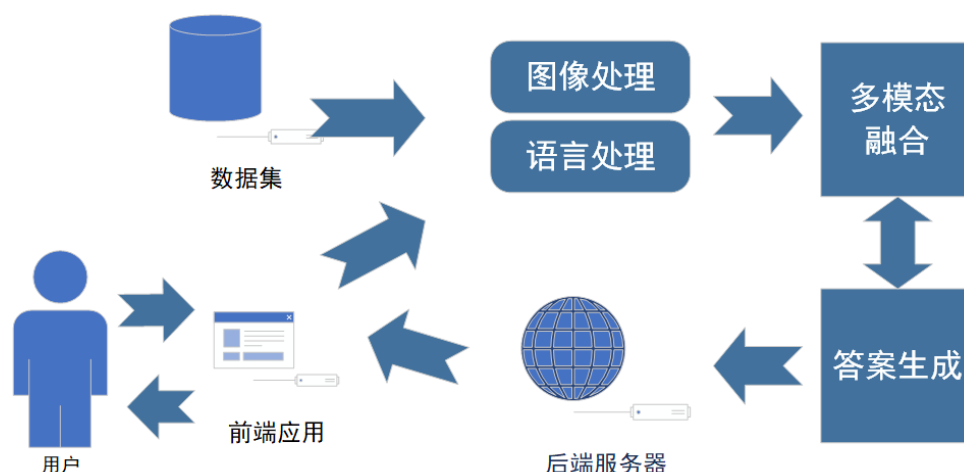 图像处理
多模态
融合
语言处理
数据集
答案生成
前端应用
用户
后端服务器